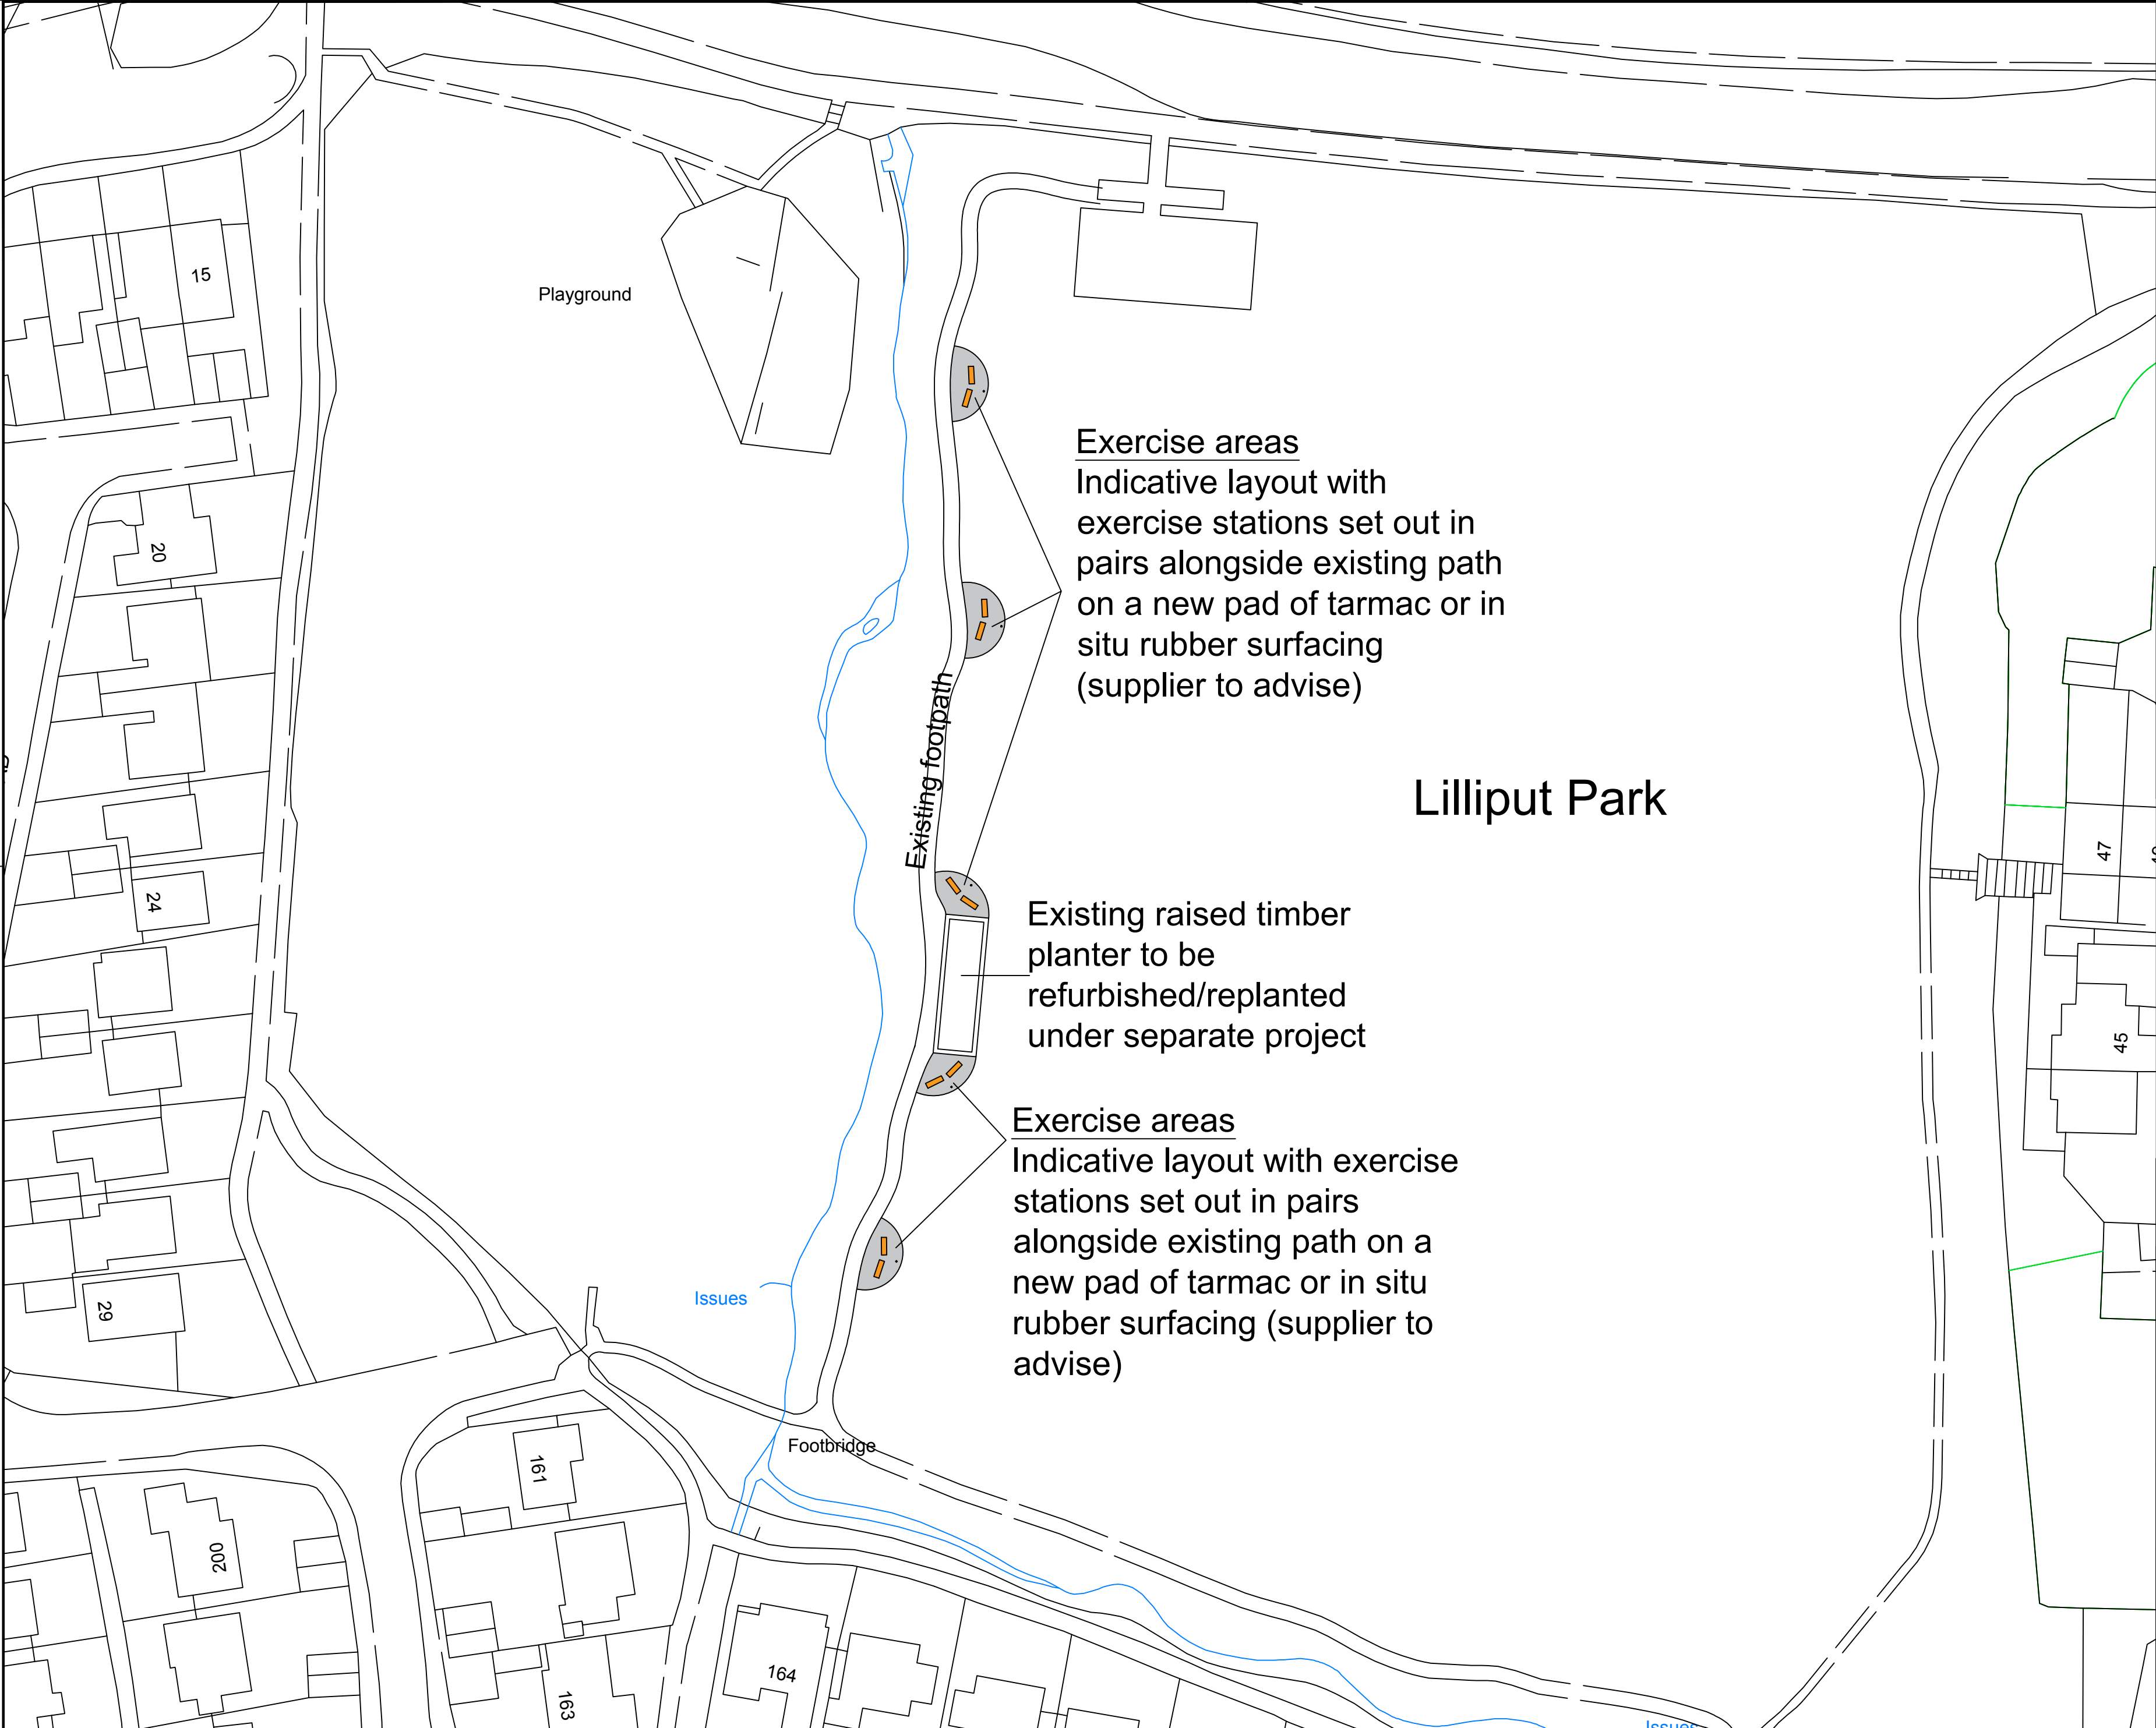 15
Playground
Exercise areas
Indicative layout with
exercise stations set out in
pairs alongside existing path
on a new pad of tarmac or in
situ rubber surfacing
(supplier to advise)
20
Existing footpath
Lilliput Park
47
24
Existing raised timber
planter to be
refurbished/replanted
under separate project
45
Exercise areas
Indicative layout with exercise
stations set out in pairs
alongside existing path on a
new pad of tarmac or in situ
rubber surfacing (supplier to
advise)
29
Issues
Footbridge
161
200
164
163
Issues